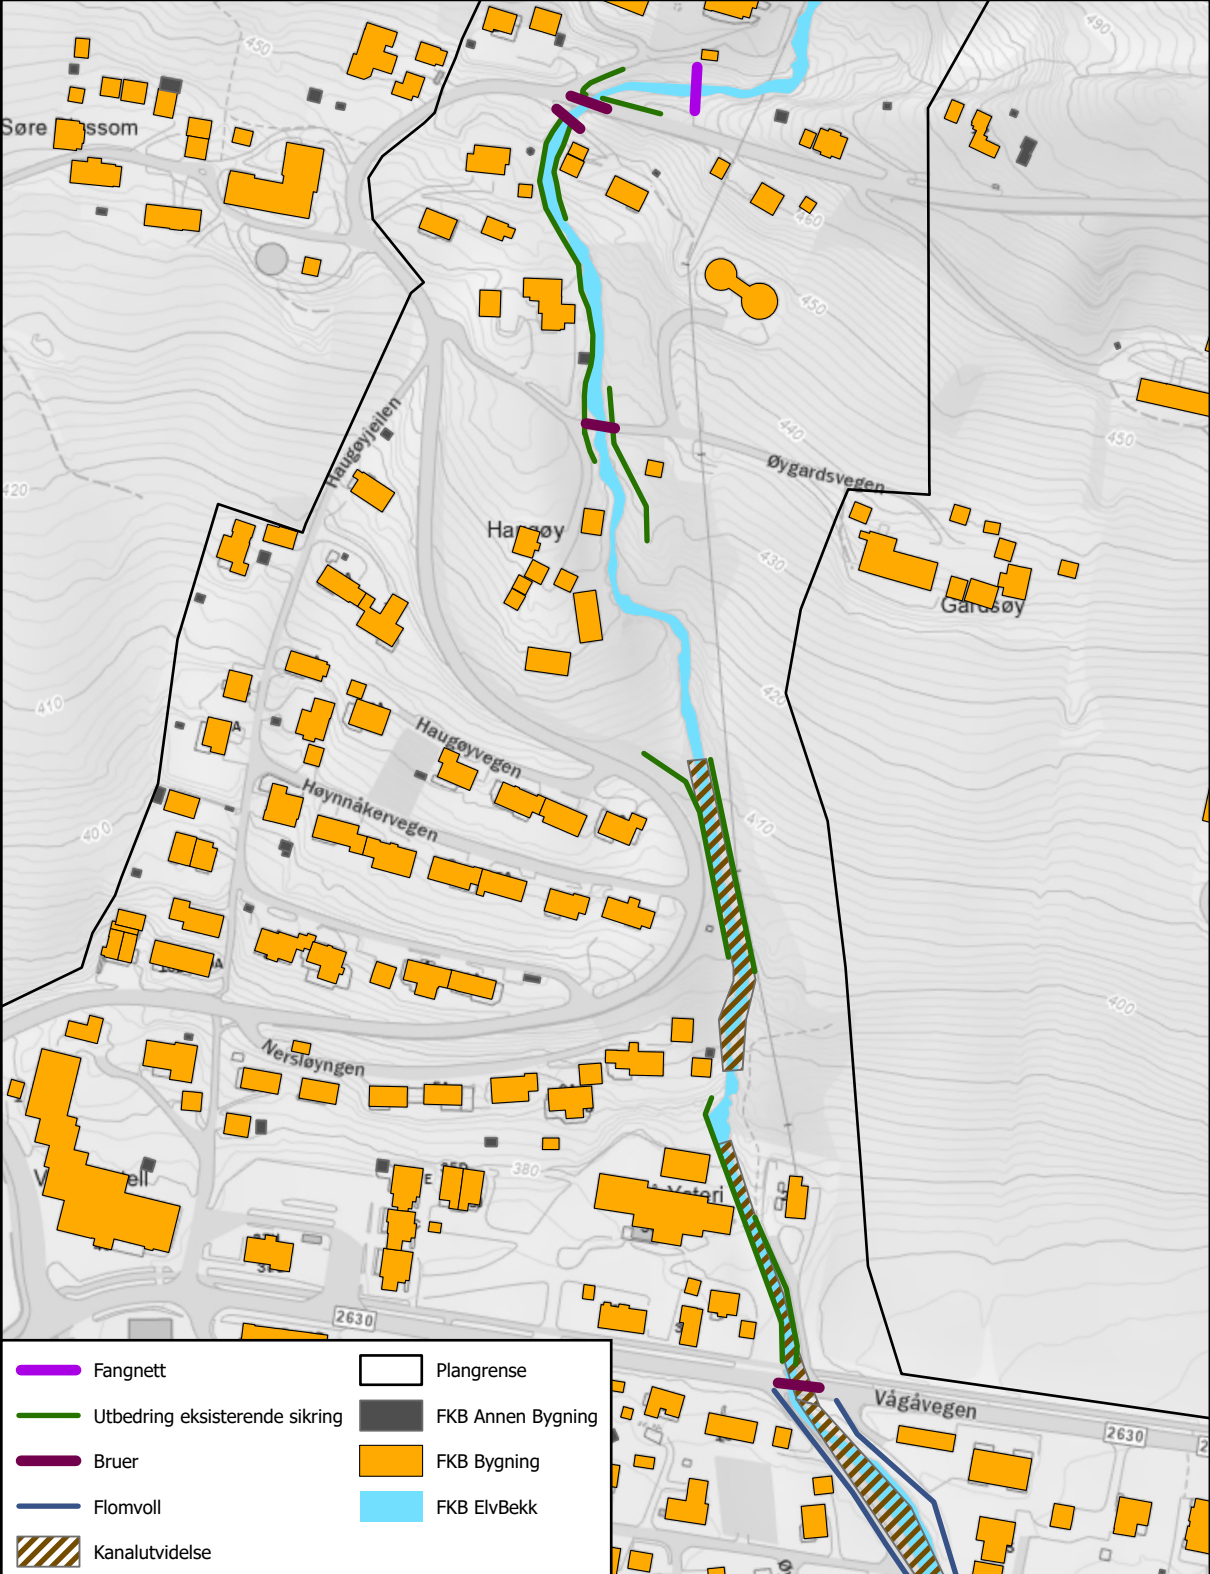 490
450
Søre
ssom
460
450
440
450
Haugøyjeilen
Øygardsvegen
420
Haugøy
430
Gardsøy
410
420
A
Haugøyvegen
Høynnåkervegen
410
400
400
Nersløyngen
380
E
Ysteri
2630
Vågåvegen
2630
2
Fangnett
Utbedring eksisterende sikring
Bruer
Flomvoll
Kanalutvidelse
Plangrense
FKB Annen Bygning
FKB Bygning
FKB ElvBekk